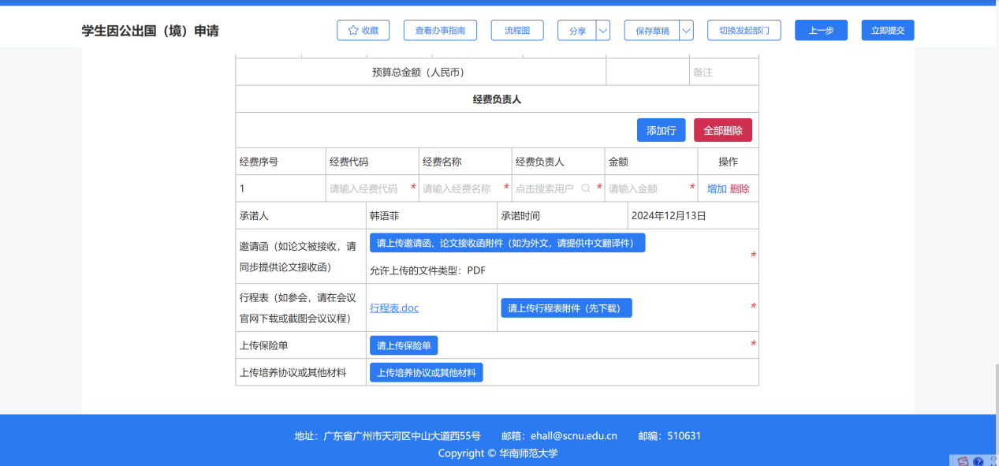 学生因公出国（境）申请
收藏
查看办事指南
流程图
分享
保存草稿
切换发起部门
上一步
立即提交
预算总金额（人民币）
备注
经费负责人
添加行
全部删除
经费序号 经费代码 经费名称 经费负责人 金额 操作
1 请输入经费代码 * 请输入经费名称 * 点击搜索用户 * 请输入金额 * 增加 删除
承诺人 韩语菲 承诺时间 2024年12月13日
邀请函（如论文被接收，请
同步提供论文接收函）
请上传邀请函、论文接收函附件（如为外文，请提供中文翻译件）
*
允许上传的文件类型：PDF
行程表（如参会，请在会议
官网下载或截图会议议程）
行程表.doc
请上传行程表附件（先下载）
*
上传保险单 请上传保险单 *
上传培养协议或其他材料 上传培养协议或其他材料
地址：广东省广州市天河区中山大道西55号 邮箱：ehall@scnu.edu.cn 邮编：510631
Copyright © 华南师范大学